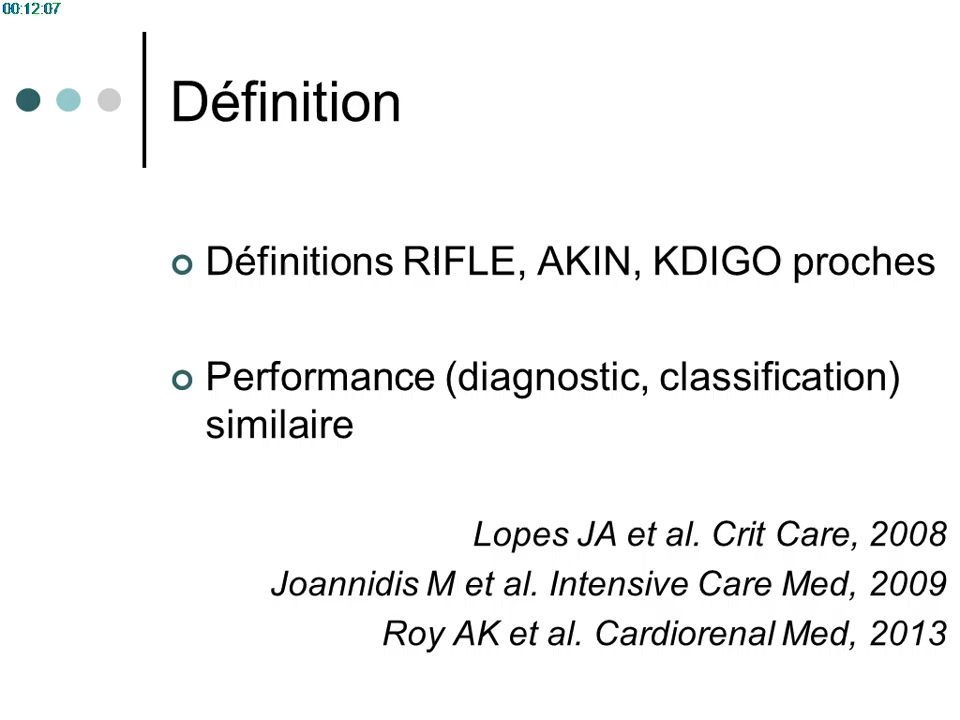 00:12:07
Définition
Définitions RIFLE, AKIN, KDIGO proches
Performance (diagnostic, classification)
similaire
Lopes JA et al. Crit Care, 2008
Joannidis M et al. Intensive Care Med, 2009
Roy AK et al. Cardiorenal Med, 2013